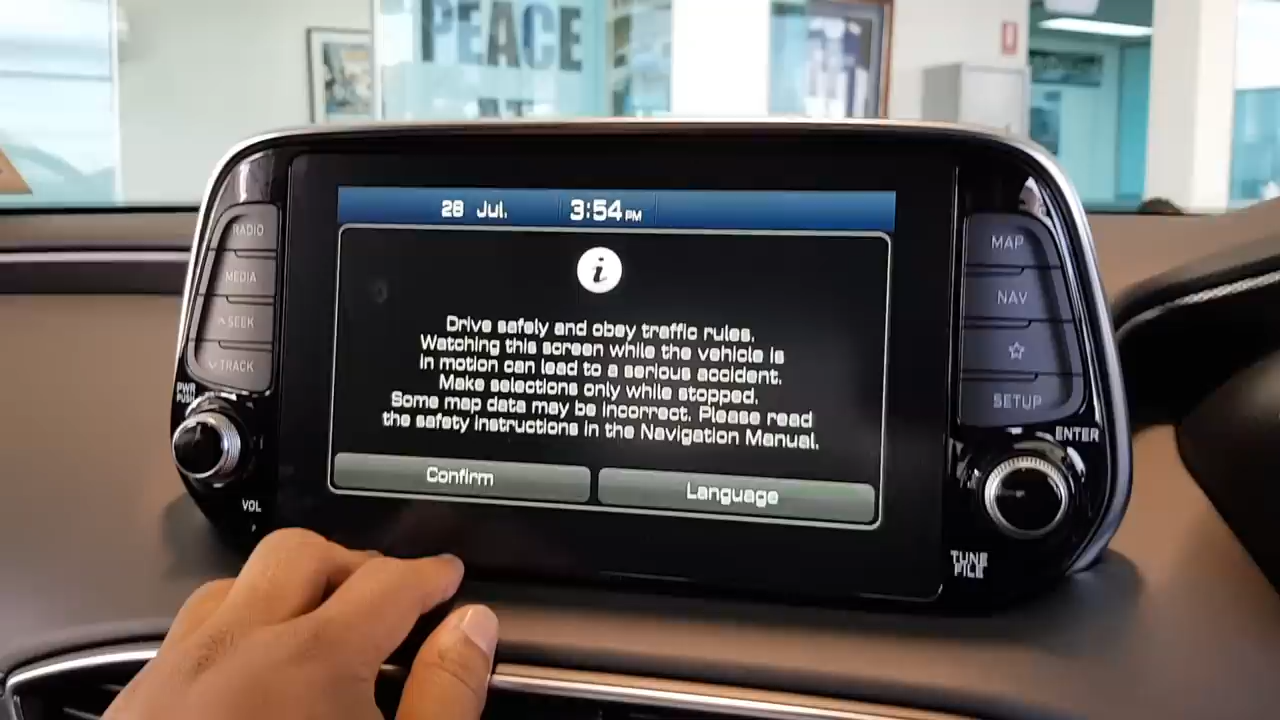 PEACE
AT
28 Jul.
3:54 PM
RADIO
MEDIA
SEEK
TRACK
PWR
PUSH
VOL
i
Drive safely and obey traffic rules.
Watching this screen while the vehicle is
in motion can lead to a serious accident.
Make selections only while stopped.
Some map data may be incorrect. Please read
the safety instructions in the Navigation Manual.
Confirm
Language
MAP
NAV
SETUP
ENTER
TUNE
FILE